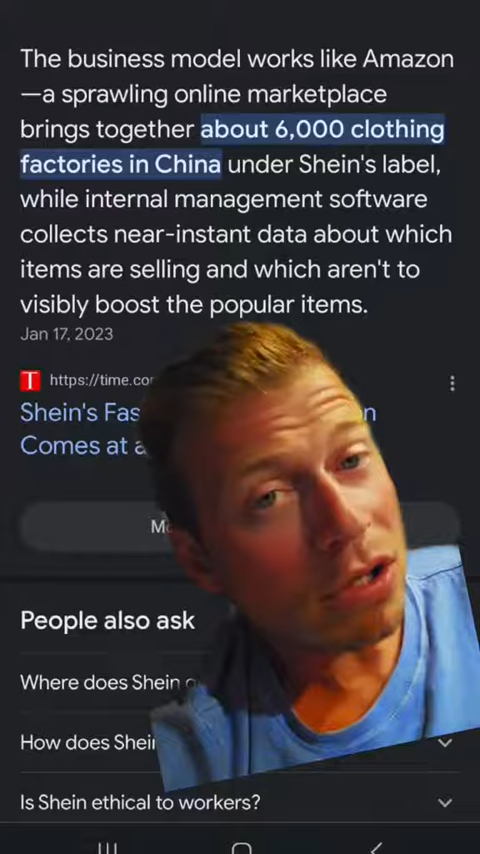 The business model works like Amazon
—a sprawling online marketplace
brings together about 6,000 clothing
factories in China under Shein's label,
while internal management software
collects near-instant data about which
items are selling and which aren't to
visibly boost the popular items.
Jan 17, 2023
T https://time.co
Shein's Fas n
Comes at a
People also ask
Where does Shein
How does Shein
Is Shein ethical to workers?